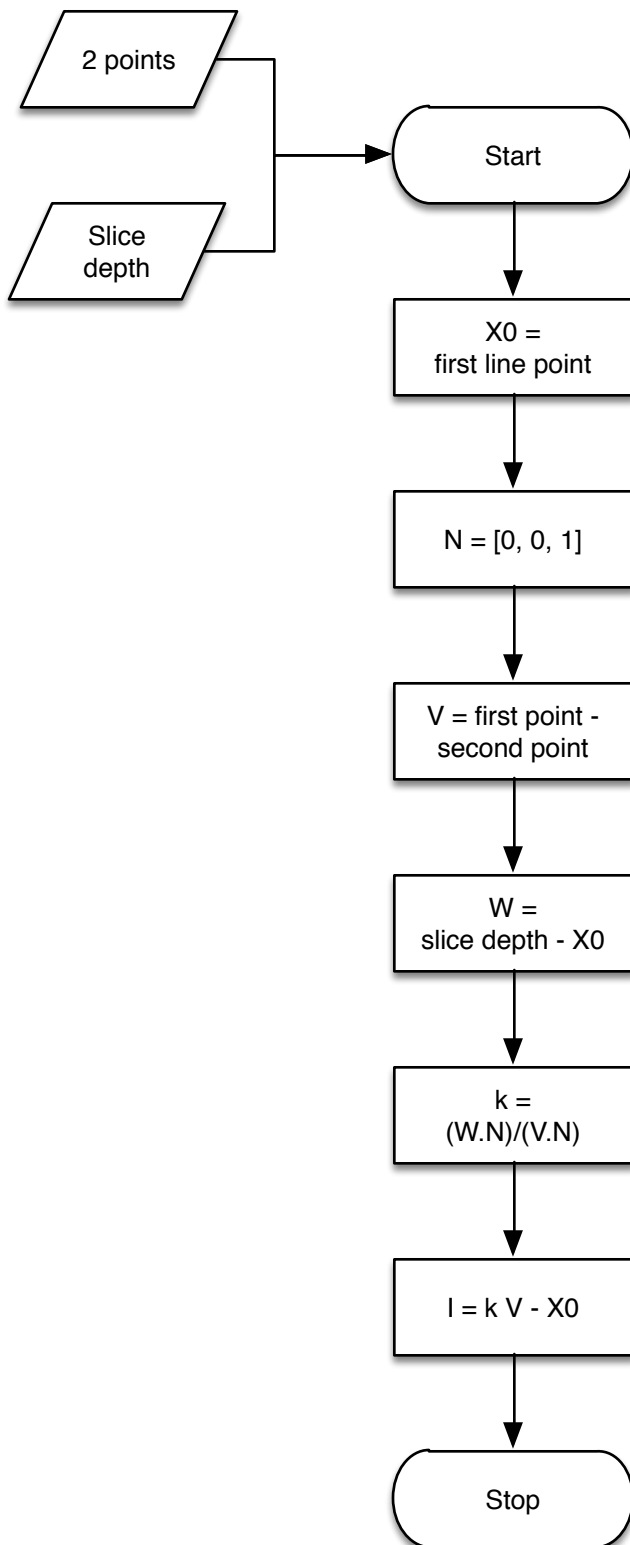 2 points
Start
Slice
depth
X0 =
first line point
N = [0, 0, 1]
V = first point -
second point
W =
slice depth - X0
k =
(W.N)/(V.N)
I = k V - X0
Stop